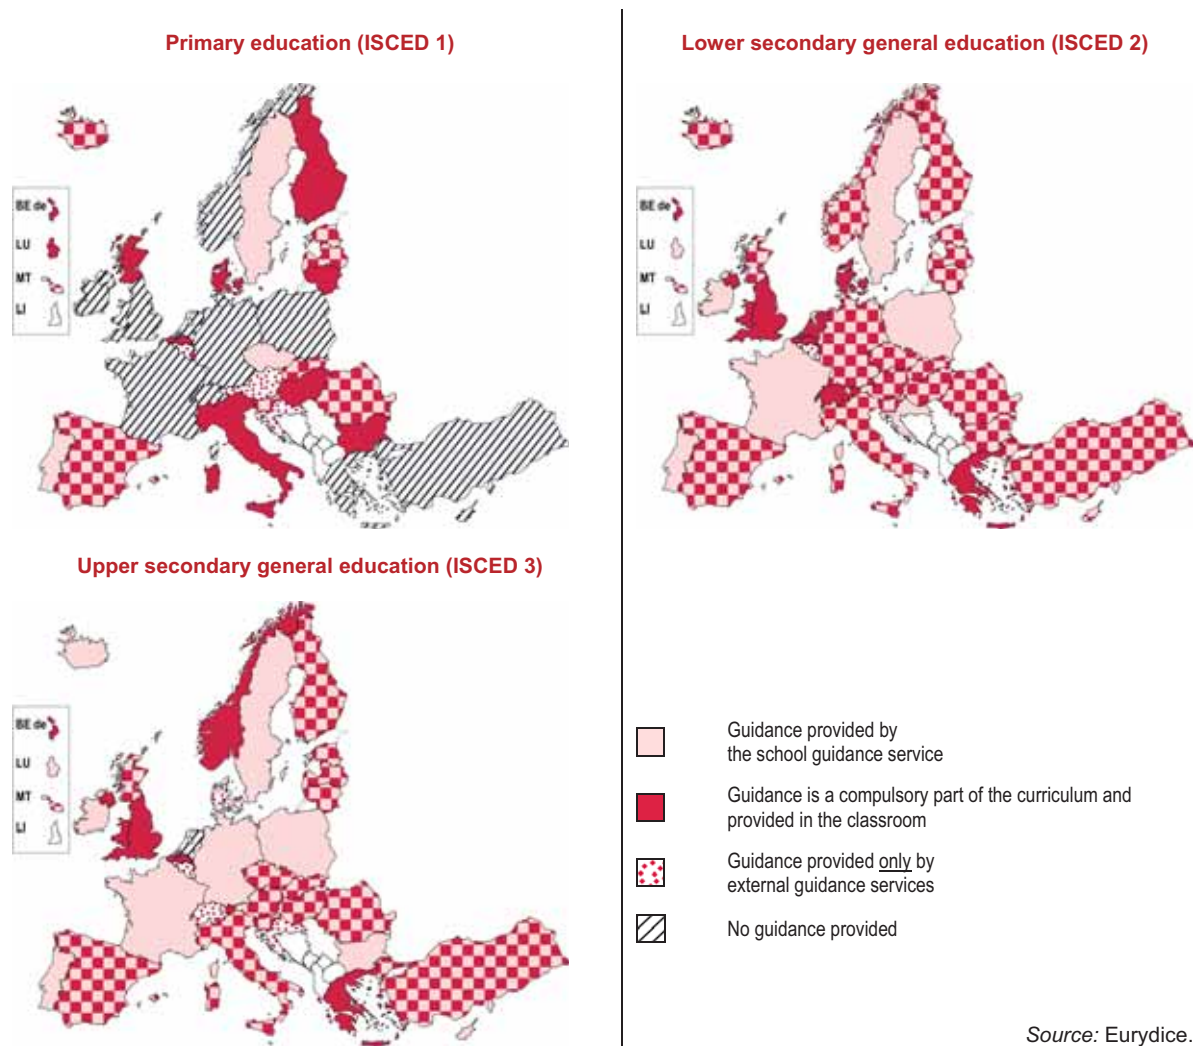 Primary education (ISCED 1)
BE de
LU
MT
LI
Lower secondary general education (ISCED 2)
BE de
LU
MT
LI
Upper secondary general education (ISCED 3)
BE de
LU
MT
LI
Guidance provided by
the school guidance service
Guidance is a compulsory part of the curriculum and
provided in the classroom
Guidance provided only by
external guidance services
No guidance provided
Source: Eurydice.